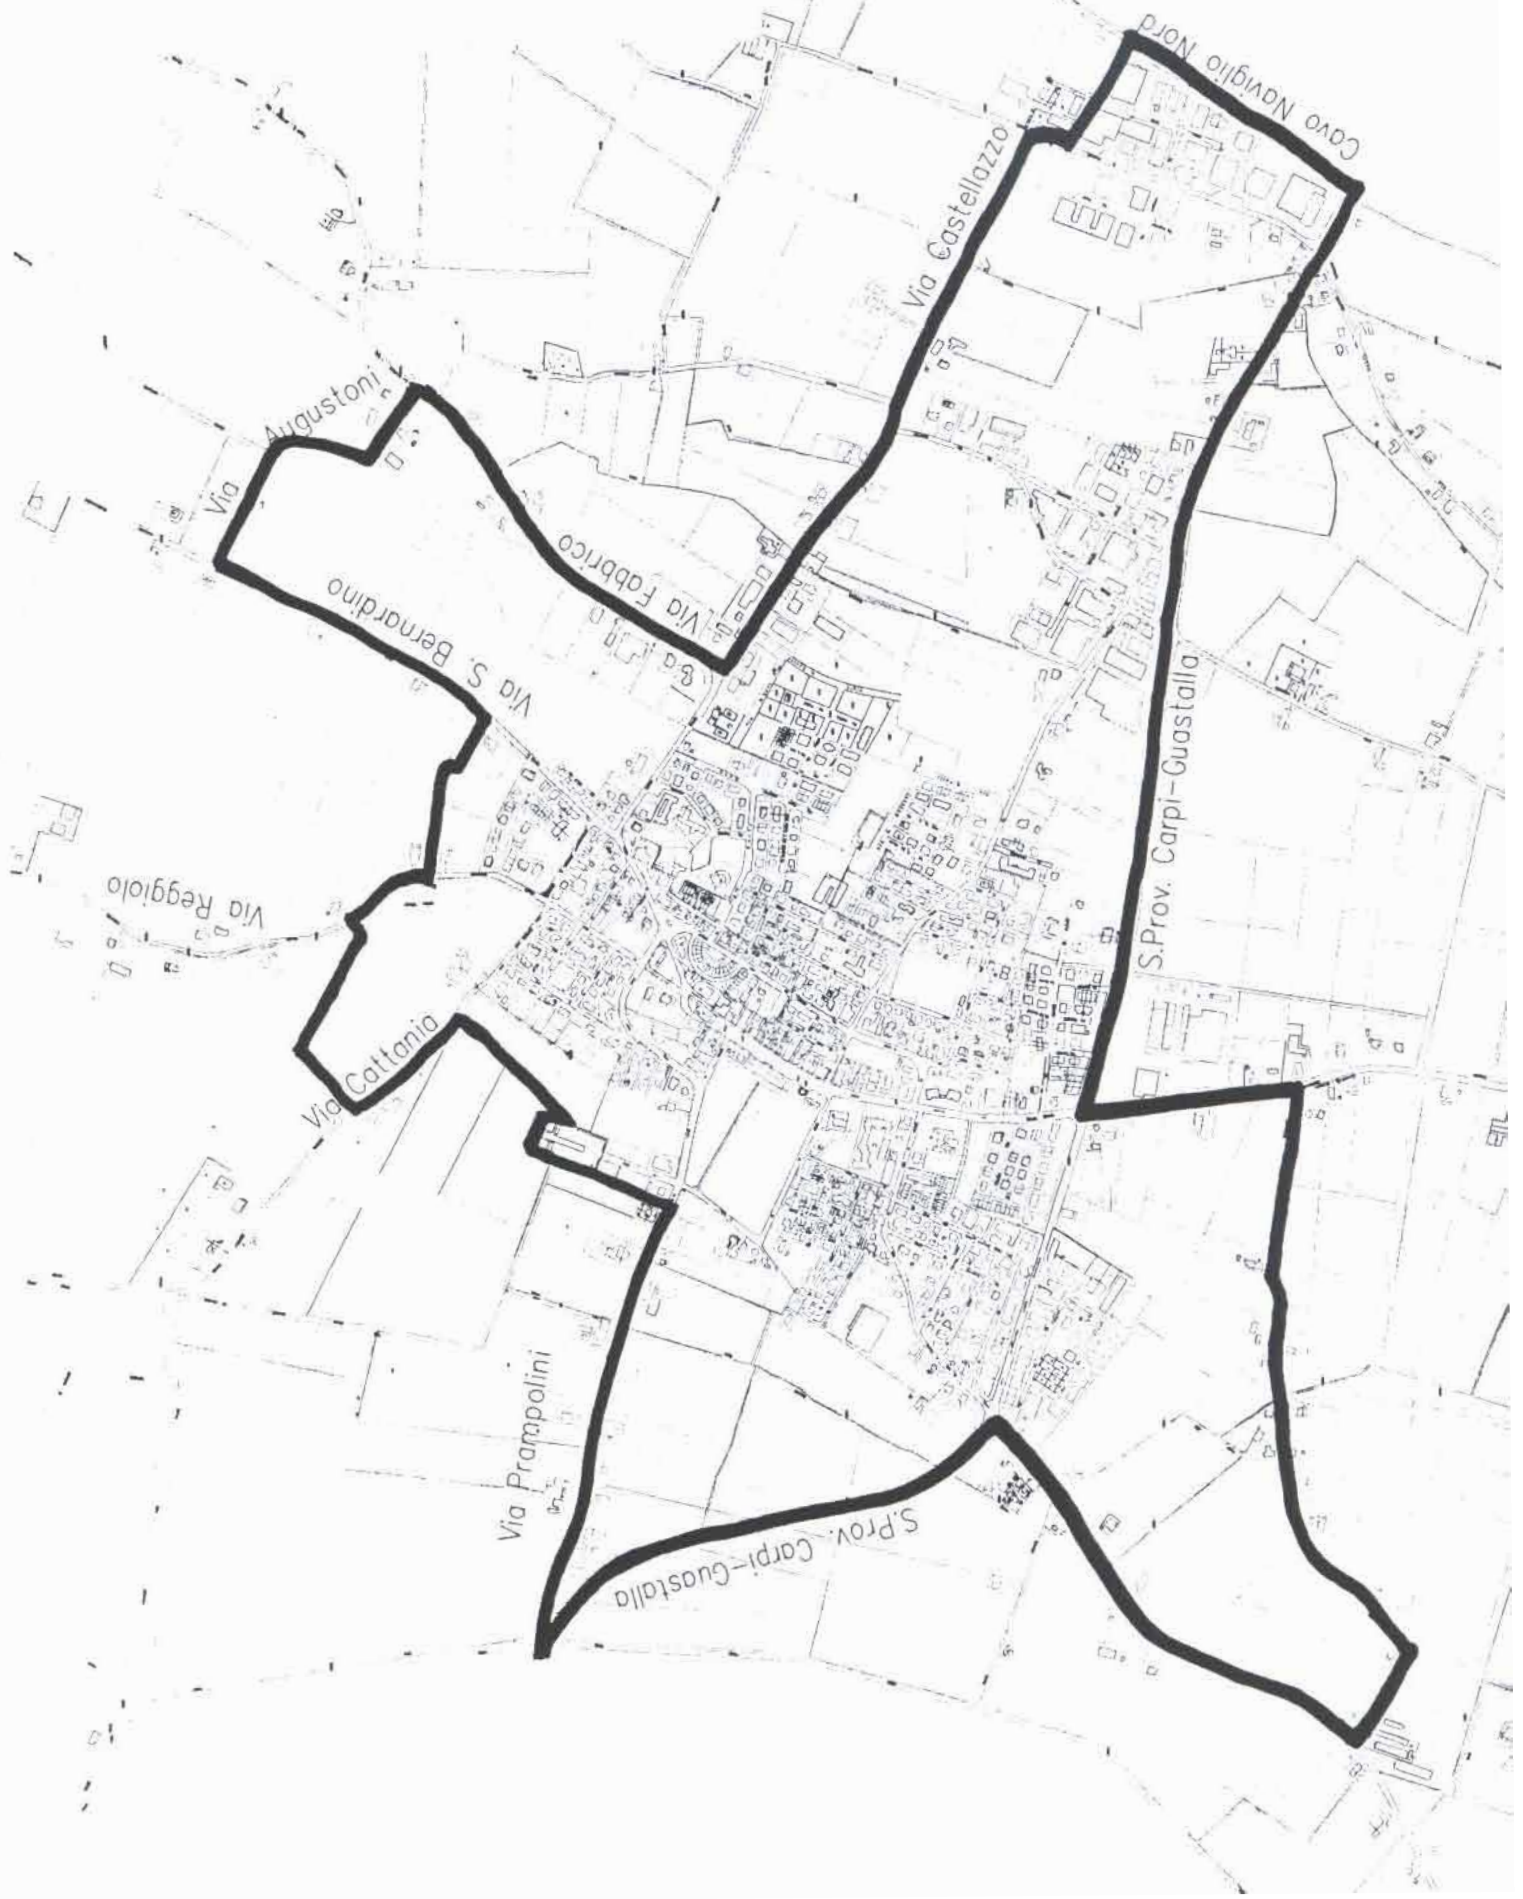 Cavo Naviglio Nord
Via Castellazzo
Via Augustoni
Via Fabbrico
Via S. Bernardino
S.Prov. Carpi-Guastalla
Via Reggiolo
Via Cattania
Via Prampolini
S.Prov. Carpi-Guastalla